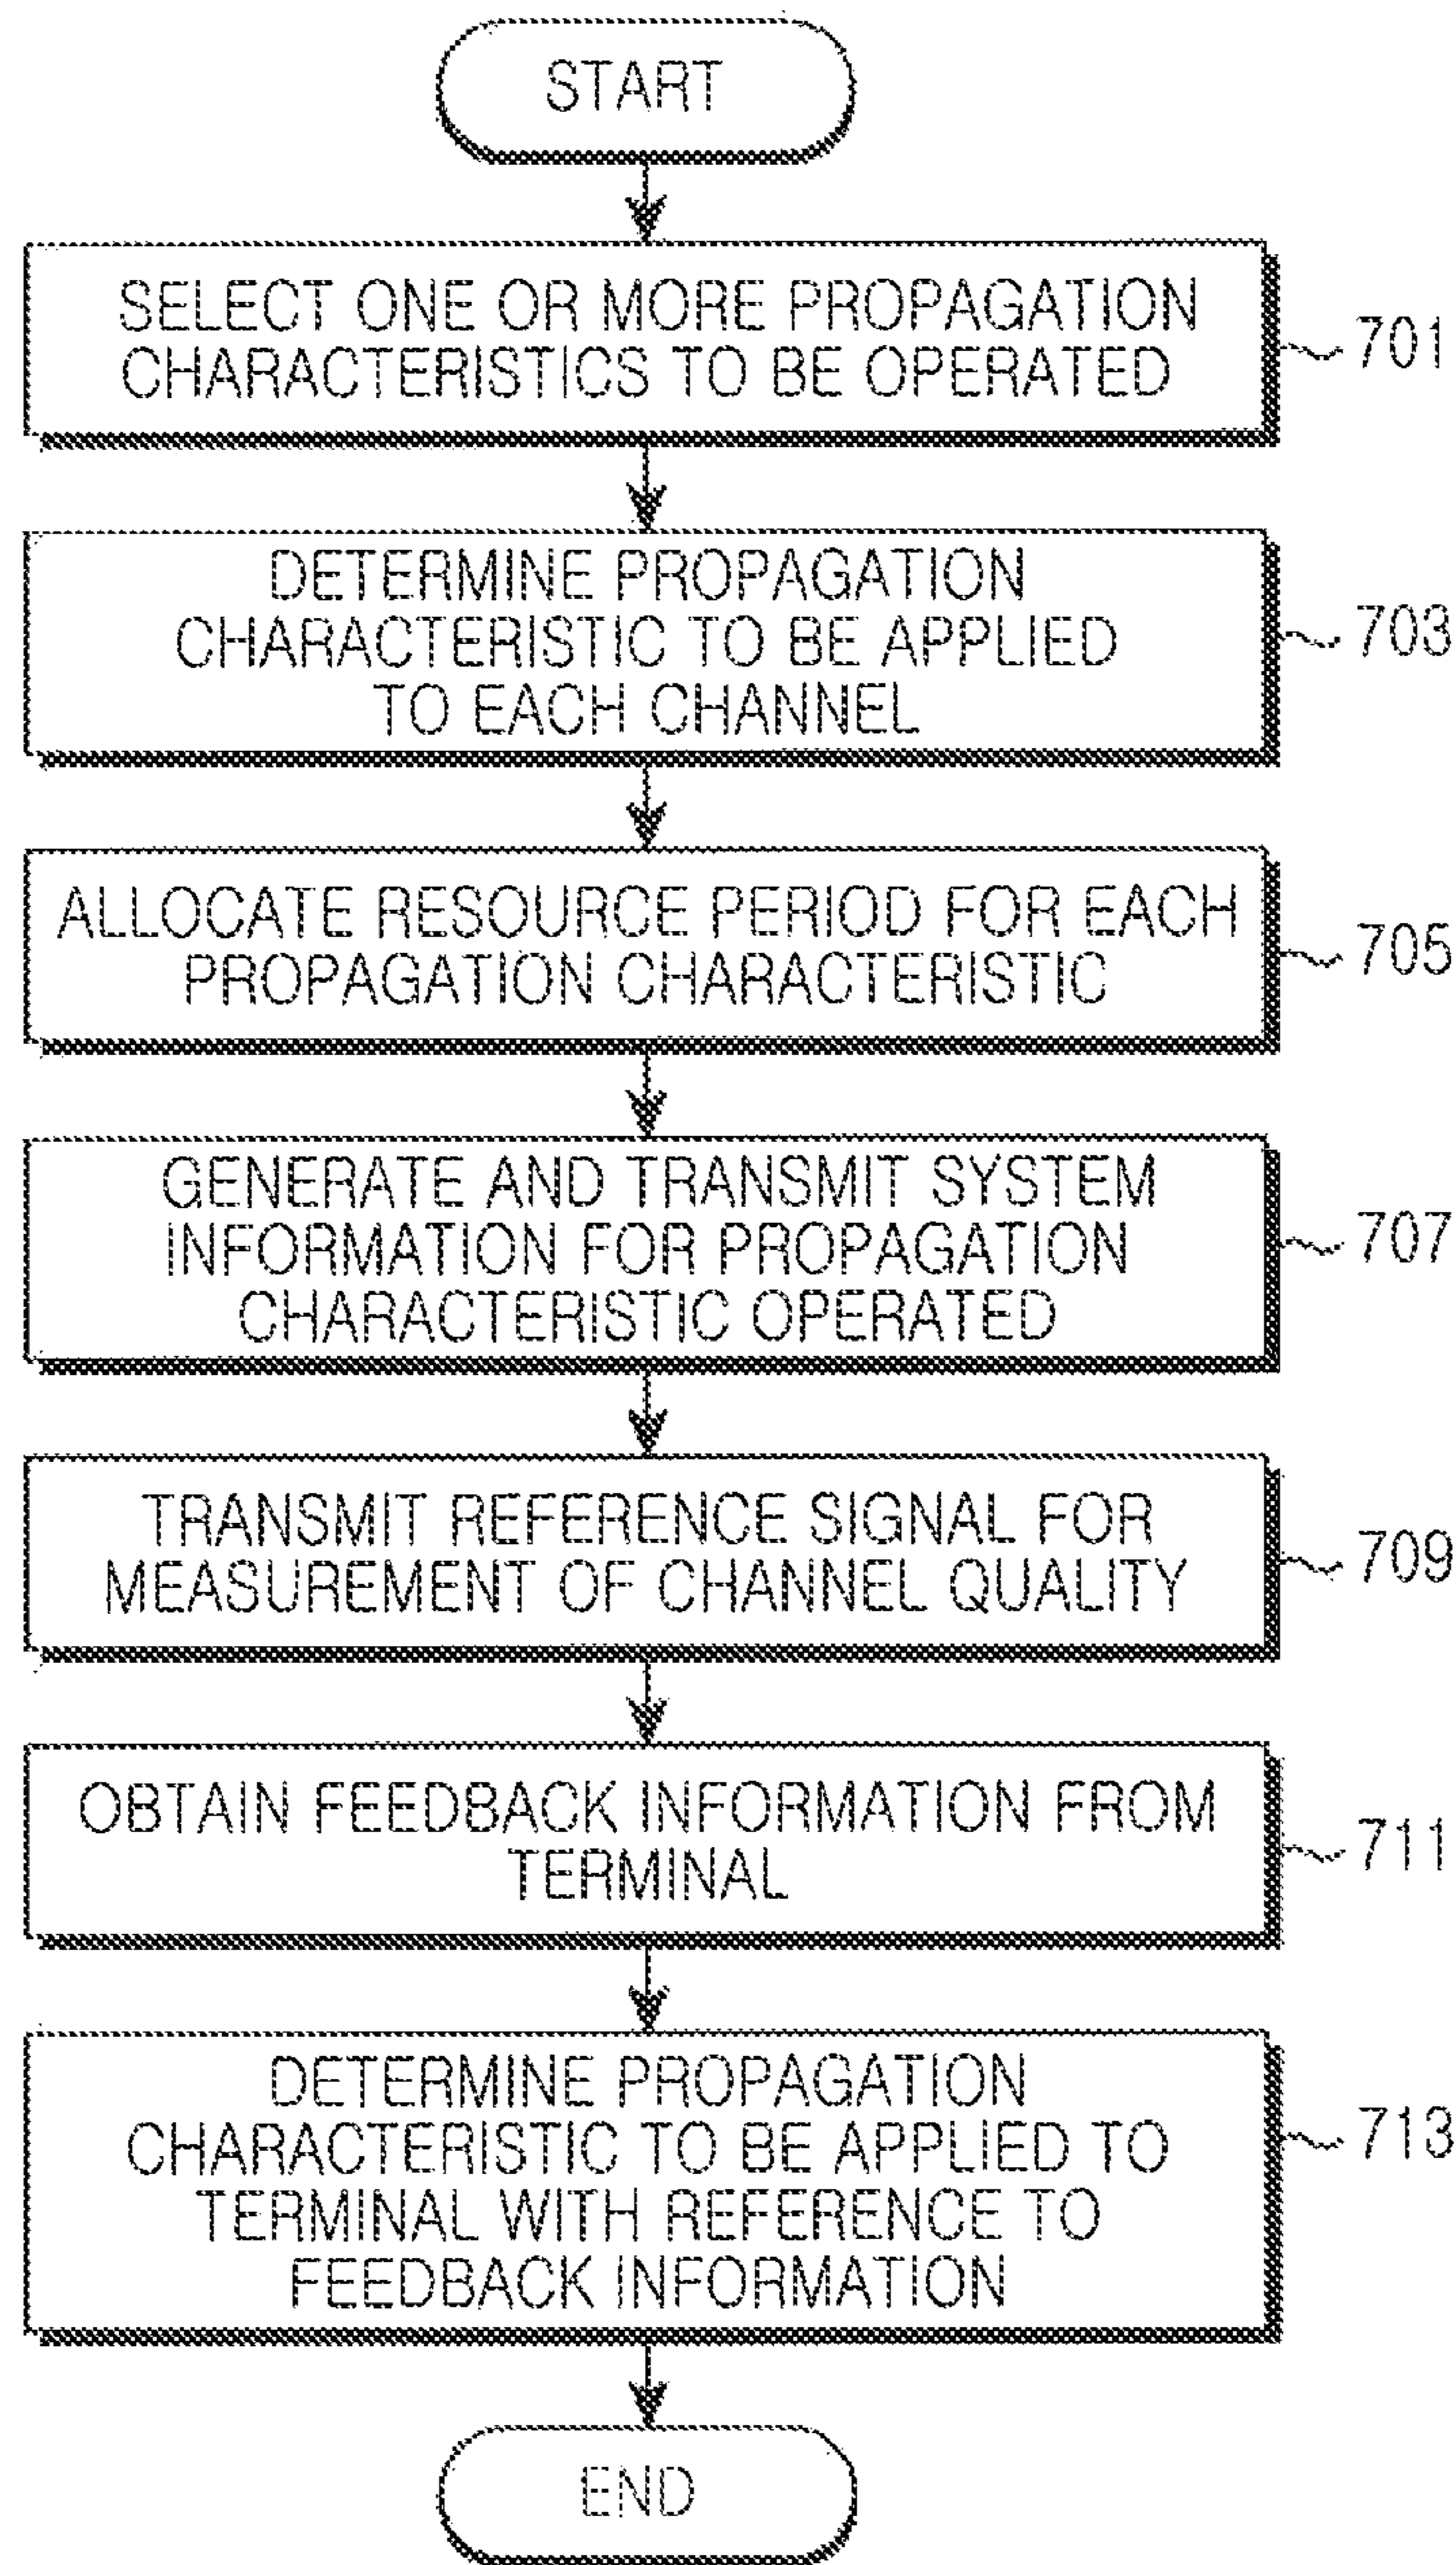 START
SELECT ONE OR MORE PROPAGATION
CHARACTERISTICS TO BE OPERATED
701
DETERMINE PROPAGATION
CHARACTERISTIC TO BE APPLIED
TO EACH CHANNEL
703
ALLOCATE RESOURCE PERIOD FOR EACH
PROPAGATION CHARACTERISTIC
705
GENERATE AND TRANSMIT SYSTEM
INFORMATION FOR PROPAGATION
CHARACTERISTIC OPERATED
707
TRANSMIT REFERENCE SIGNAL FOR
MEASUREMENT OF CHANNEL QUALITY
709
OBTAIN FEEDBACK INFORMATION FROM
TERMINAL
711
DETERMINE PROPAGATION
CHARACTERISTIC TO BE APPLIED TO
TERMINAL WITH REFERENCE TO
FEEDBACK INFORMATION
713
END